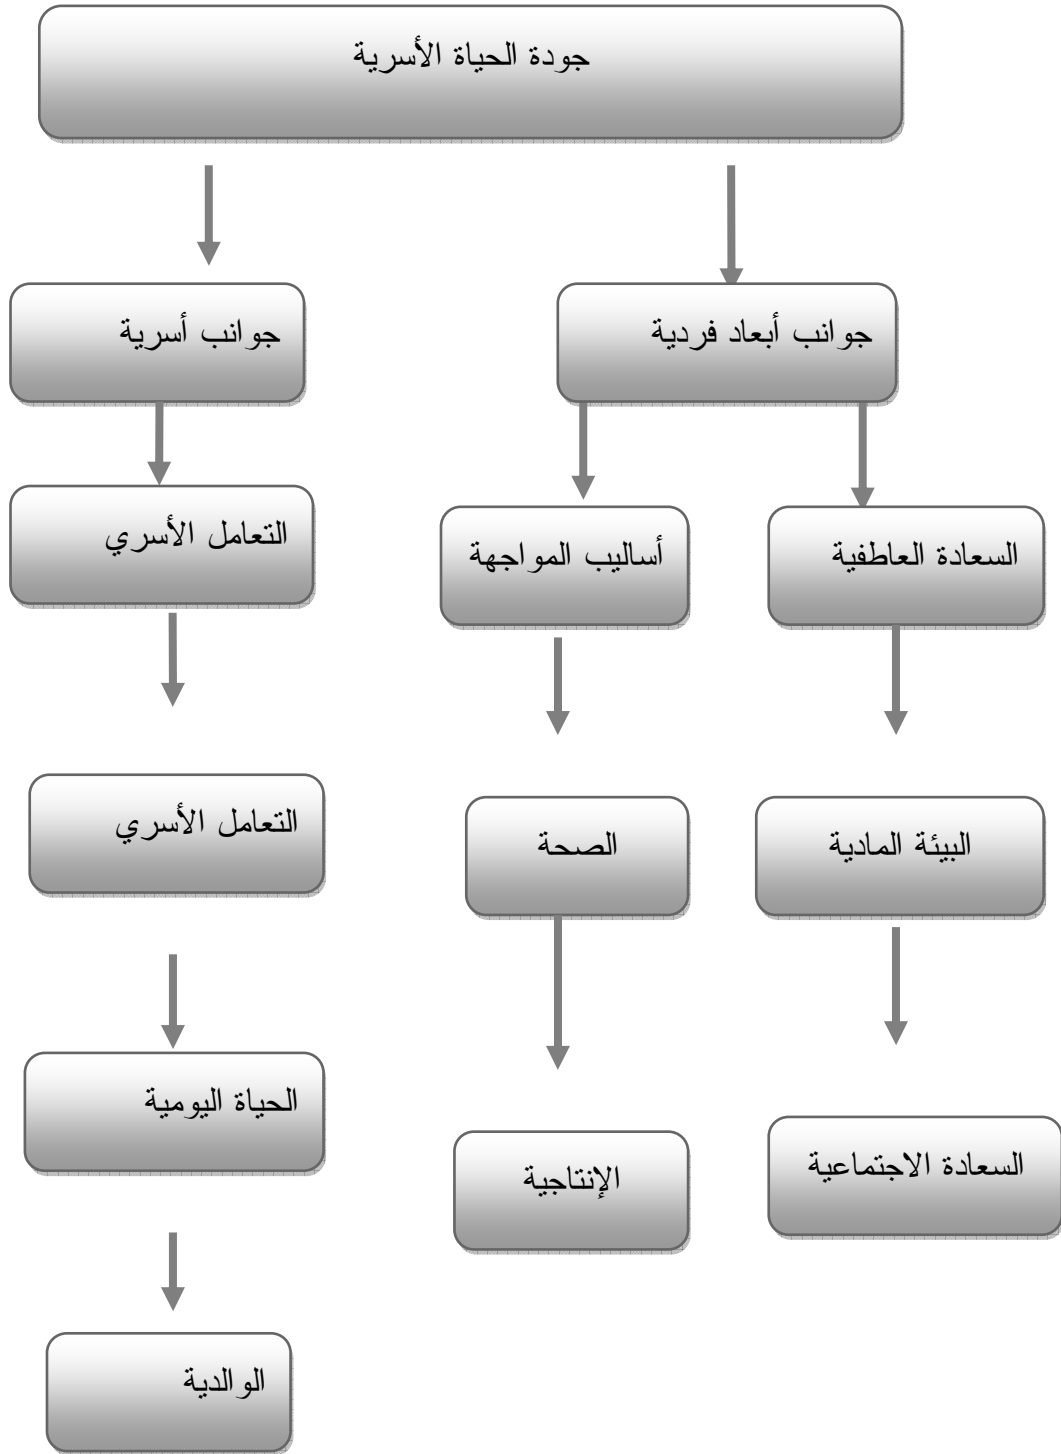 جودة الحياة الأسرية
جوانب أبعاد فردية
جوانب أسرية
السعادة العاطفية
أساليب المواجهة
التعامل الأسري
البيئة المادية
الصحة
التعامل الأسري
السعادة الاجتماعية
الإنتاجية
الحياة اليومية
الوالدية